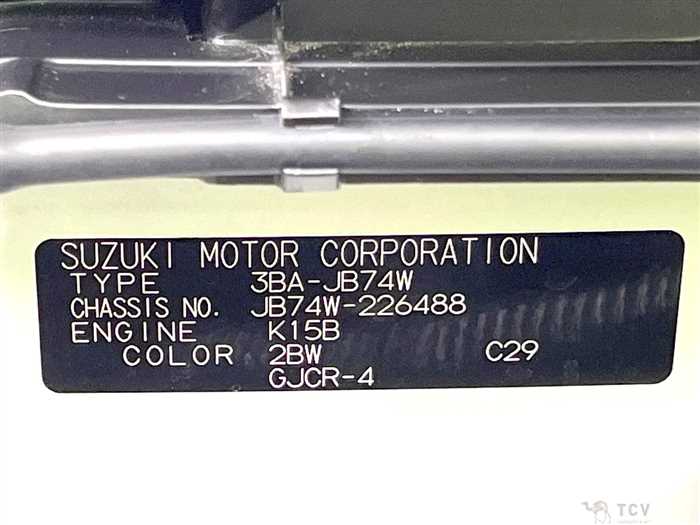 SUZUKI MOTOR CORPORATION
TYPE 3BA-JB74W
CHASSIS NO. JB74W-226488
ENGINE K15B
COLOR 2BW C29
GJCR-4
TCV